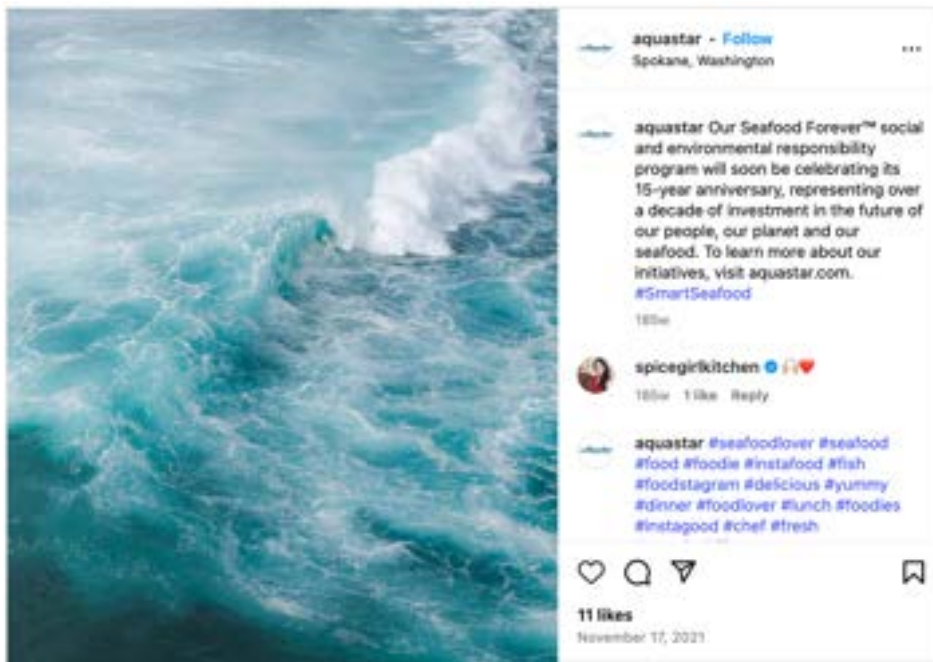 aquastar • Follow
Spokane, Washington
aquastar Our Seafood Forever™ social
and environmental responsibility
program will soon be celebrating its
15-year anniversary, representing over
a decade of investment in the future of
our people, our planet and our
seafood. To learn more about our
initiatives, visit aquastar.com.
#SmartSeafood
185w
spicegirlkitchen
185w 1 like Reply
aquastar #seafoodlover #seafood
#food #foodie #instafood #fish
#foodstagram #delicious #yummy
#dinner #foodlover #lunch #foodies
#instagood #chef #fresh
11 likes
November 17, 2021